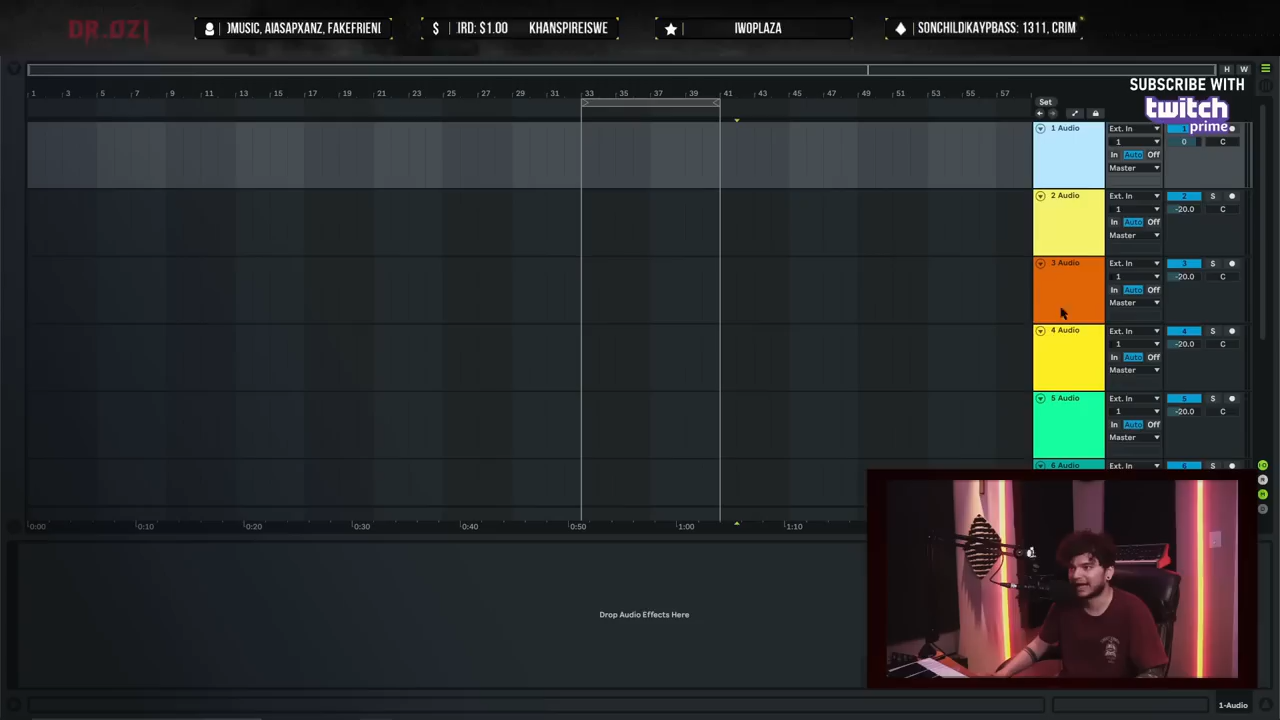 DR.OZI
)MUSIC, AIASAPXANZ, FAKEFRIENI
$ IRD: $1.00 KHANSPIREISWE
IWOPLAZA
SONCHILD|KAYPBASS: 1311, CRIM
H W
SUBSCRIBE WITH
twitch
prime
1 3 5 7 9 11 13 15 17 19 21 23 25 27 29 31 33 35 37 39 41 43 45 47 49 51 53 55 57
Set
1 Audio Ext. In 1
1 0 C
In Auto Off
Master
2 Audio Ext. In 2 S
1 -20.0 C
In Auto Off
Master
3 Audio Ext. In 3 S
1 -20.0 C
In Auto Off
Master
4 Audio Ext. In 4 S
1 -20.0 C
In Auto Off
Master
5 Audio Ext. In 5 S
1 -20.0 C
In Auto Off
Master
6 Audio Ext. In 6 S
0:00 0:10 0:20 0:30 0:40 0:50 1:00 1:10
Drop Audio Effects Here
1-Audio